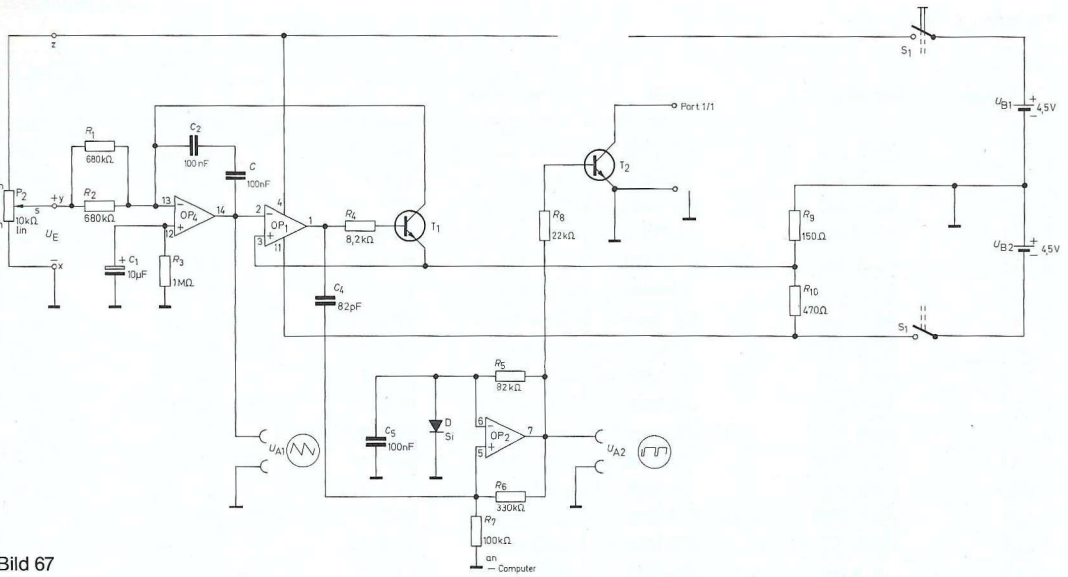 z
S1
UB1
+
−
4,5V
Port 1/1
R1
680kΩ
C2
100nF
C
100nF
P2
10kΩ
lin
s
+y
UE
R2
680kΩ
13 −
OP4
14
12 +
4
2 −
OP1
1
3 +
11
R4
8,2kΩ
T1
T2
R8
22kΩ
R9
150Ω
UB2
+
−
4,5V
− x
+ C1
10µF
R3
1MΩ
C4
82pF
R10
470Ω
S1
R5
82kΩ
C5
100nF
D
Si
6 −
OP2
7
5 +
UA1
UA2
R6
330kΩ
R7
100kΩ
an
— Computer
Bild 67